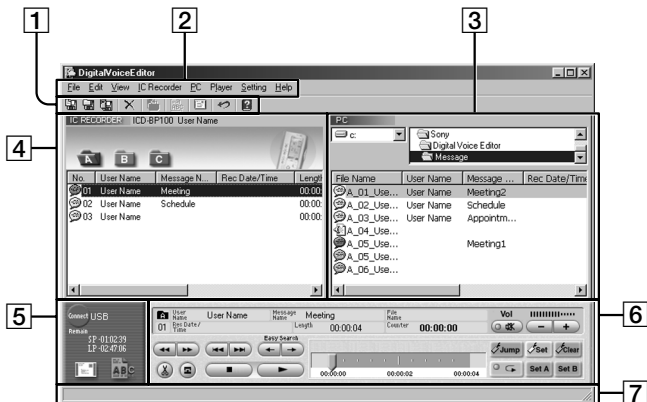 1
2
3
DigitalVoiceEditor
File Edit View IC Recorder PC Player Setting Help
4
IC RECORDER ICD-BP100 User Name
PC
c:
Sony
Digital Voice Editor
Message
A B C
No. User Name Message N... Rec Date/Time Length
01 User Name Meeting 00:00:
02 User Name Schedule 00:00:
03 User Name 00:00:
File Name User Name Message ... Rec Date/Time
A_01_Use... User Name Meeting2
A_02_Use... User Name Schedule
A_03_Use... User Name Appointm...
A_04_Use...
A_05_Use... Meeting1
A_05_Use...
A_06_Use...
5
Connect USB
Remain
SP -01:02:39
LP -02:47:06
ABC
6
A User Name User Name Message Name Meeting File Name
01 Rec Date/Time Length 00:00:04 Counter 00:00:00
Vol
- +
Easy Search
Jump Set Clear
Set A Set B
00:00:00 00:00:02 00:00:04
7